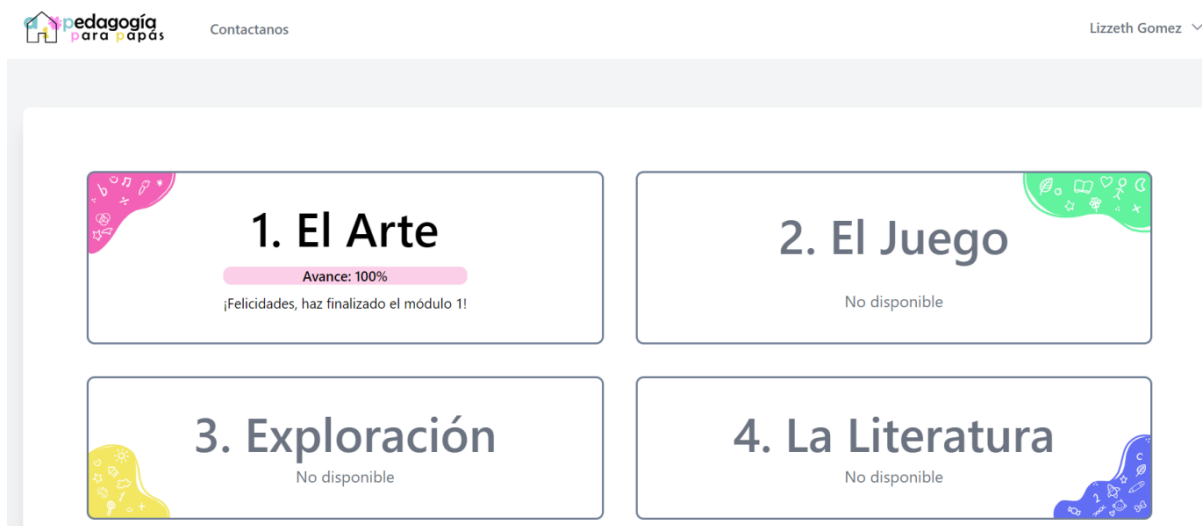 pedagogía
para papás
Contactanos
Lizzeth Gomez
1. El Arte
Avance: 100%
¡Felicidades, haz finalizado el módulo 1!
2. El Juego
No disponible
3. Exploración
No disponible
4. La Literatura
No disponible